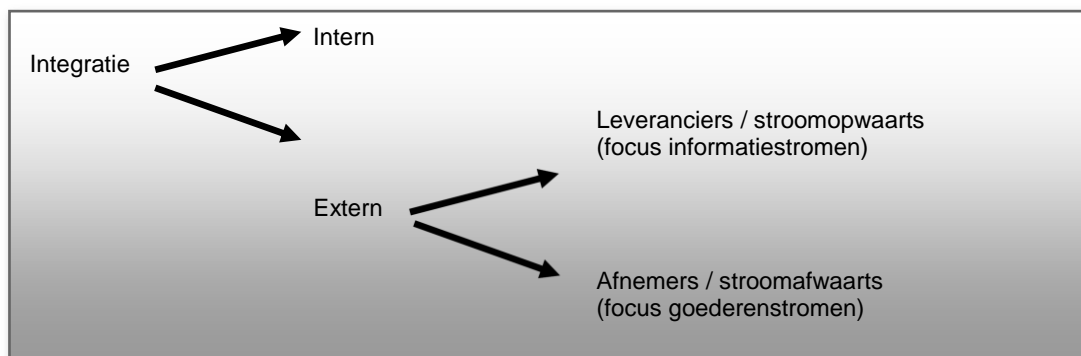 Intern
Integratie
Leveranciers / stroomopwaarts
(focus informatiestromen)
Extern
Afnemers / stroomafwaarts
(focus goederenstromen)